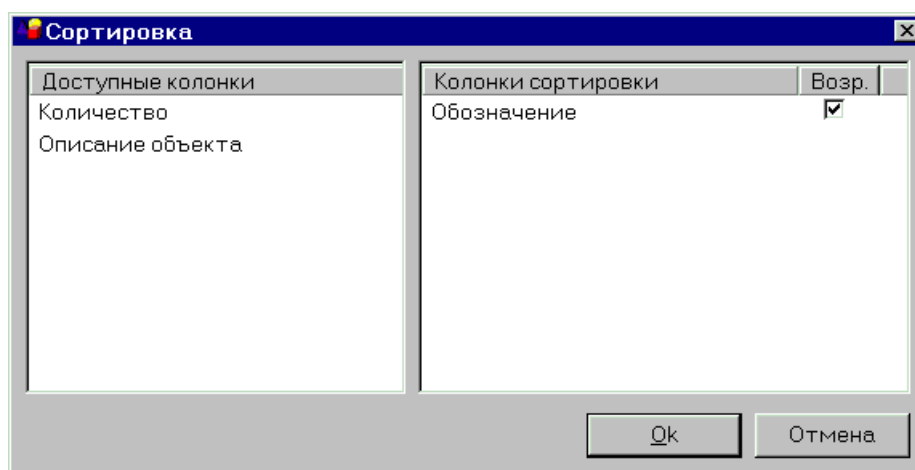 Сортировка
Доступные колонки
Количество
Описание объекта
Колонки сортировки Возр.
Обозначение
Ok Отмена